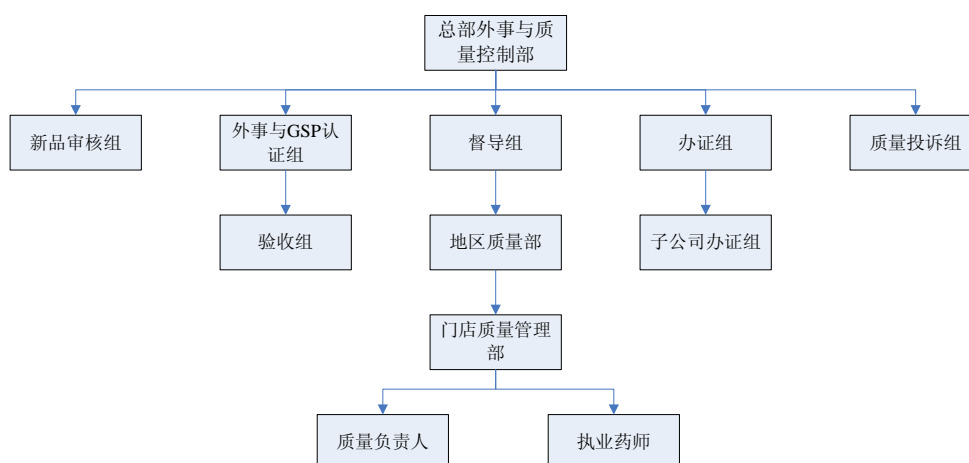 总部外事与质
量控制部
新品审核组
外事与GSP认
证组
督导组
办证组
质量投诉组
验收组
地区质量部
子公司办证组
门店质量管理
部
质量负责人
执业药师